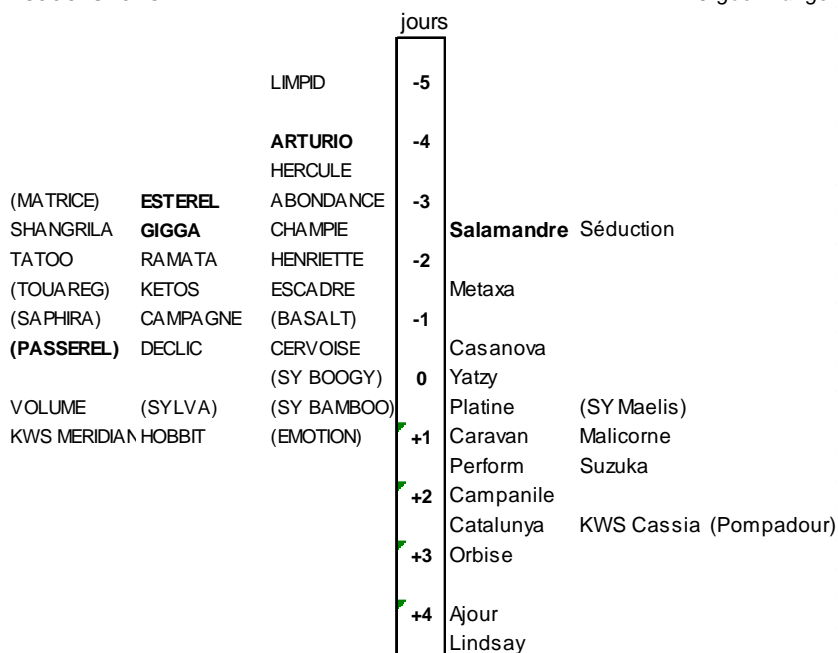 jours
LIMPID -5
ARTURIO -4
HERCULE
(MATRICE) ESTEREL ABONDANCE -3
SHANGRILA GIGGA CHAMPIE Salamandre Séduction
TATOO RAMATA HENRIETTE -2
(TOUAREG) KETOS ESCADRE Metaxa
(SAPHIRA) CAMPAGNE (BASALT) -1
(PASSEREL) DECLIC CERVOISE Casanova
(SY BOOGY) 0 Yatzy
VOLUME (SYLVA) (SY BAMBOO) Platine (SY Maelis)
KWS MERIDIAN HOBBIT (EMOTION) +1 Caravan Malicorne
Perform Suzuka
+2 Campanile
Catalunya KWS Cassia (Pompadour)
+3 Orbise
+4 Ajour
Lindsay